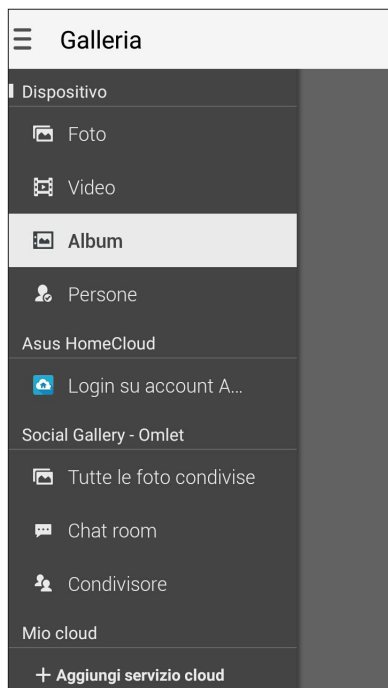 Galleria
Dispositivo
Foto
Video
Album
Persone
Asus HomeCloud
Login su account A...
Social Gallery - Omlet
Tutte le foto condivise
Chat room
Condivisore
Mio cloud
+ Aggiungi servizio cloud